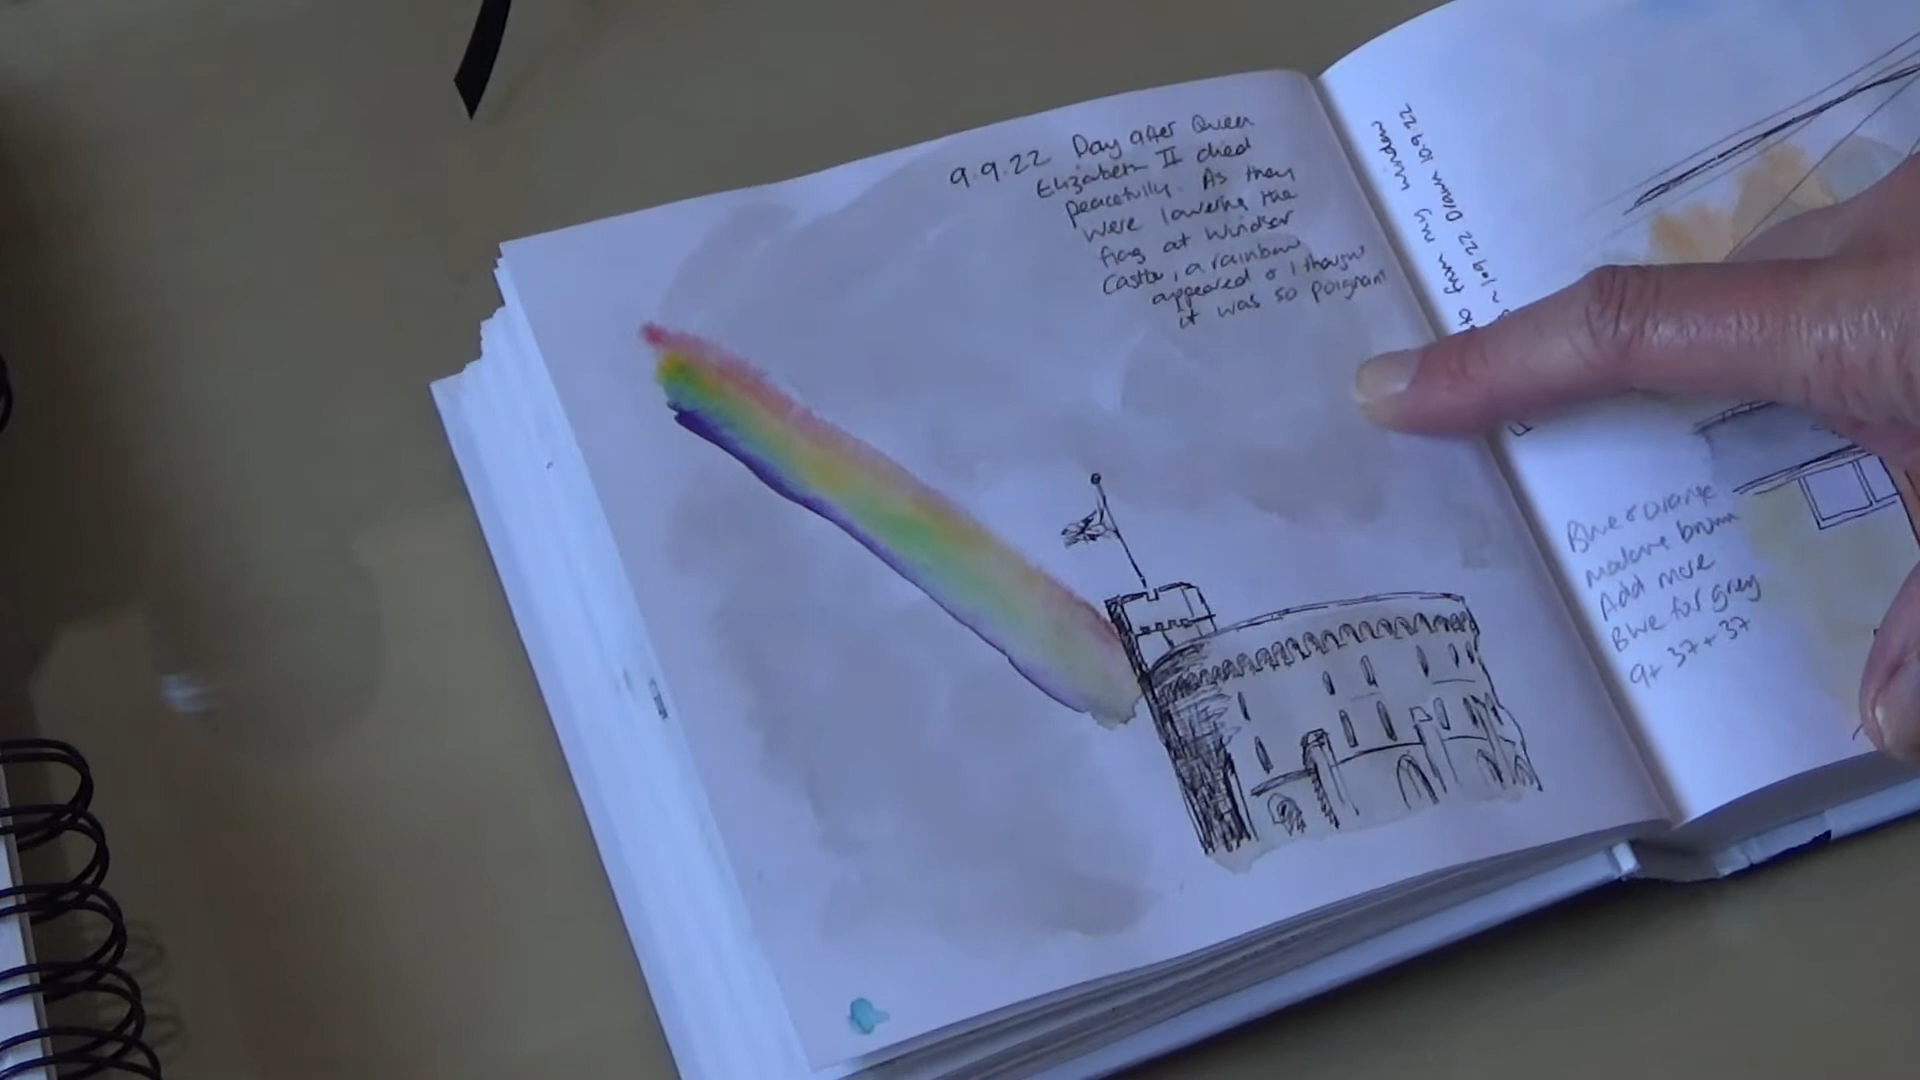 9.9.22 Day after Queen
Elizabeth II died
peacefully. As they
were lowering the
flag at Windsor
Castle, a rainbow
appeared & I thought
it was so poignant
from my window
Drawn 10.9.22
Blue & Orange
make brown
Add more
Blue for grey
9+ 37+37